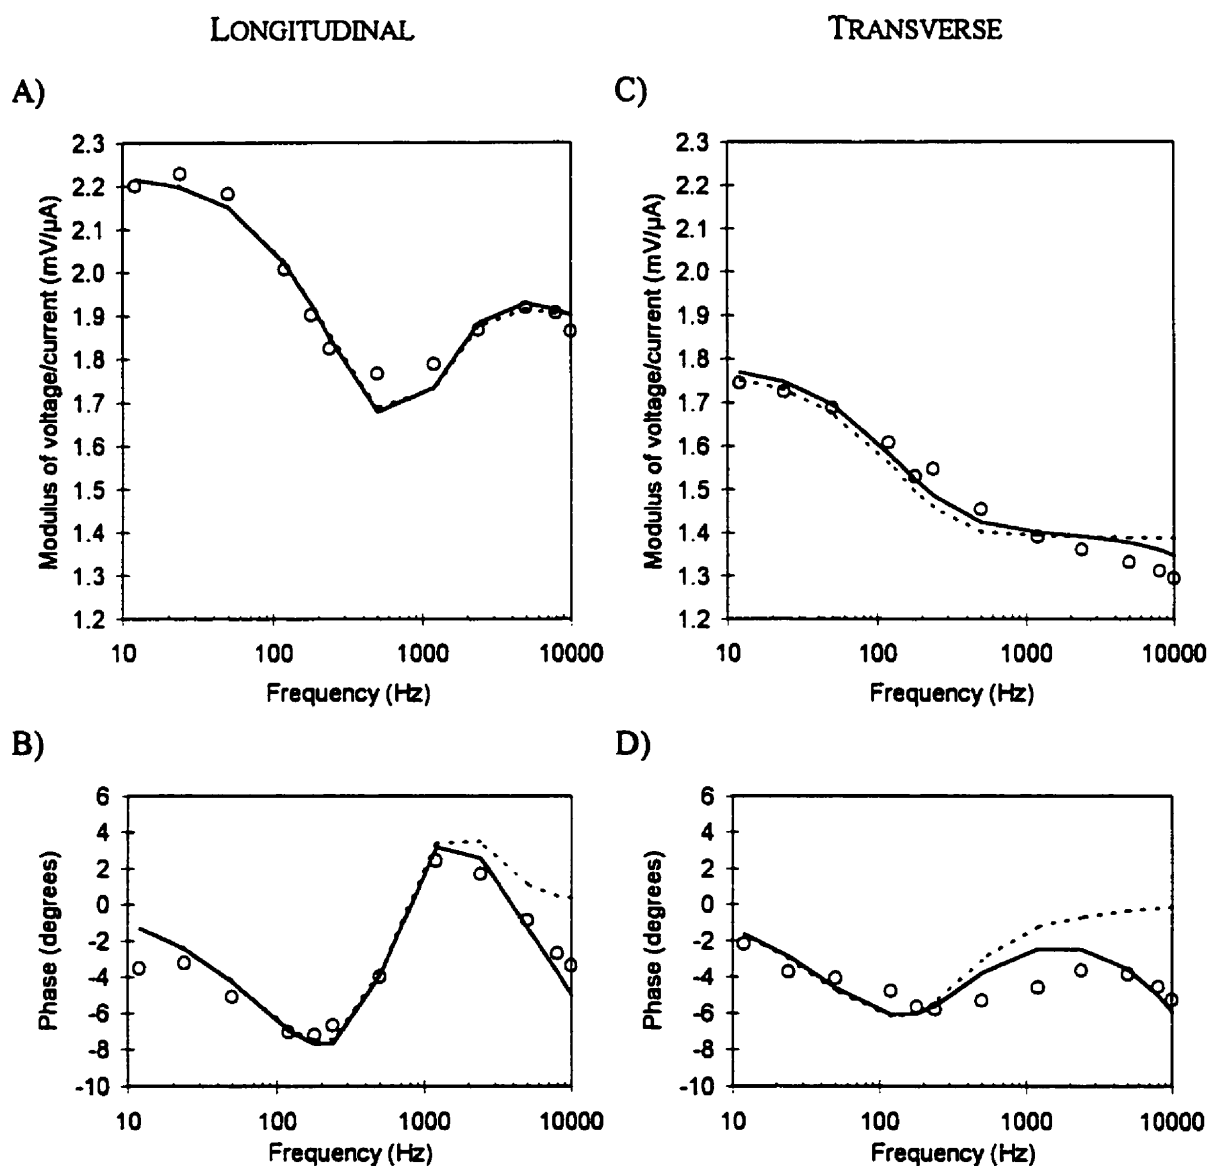 LONGITUDINAL
TRANSVERSE
A)
Modulus of voltage/current (mV/µA)
2.3
2.2
2.1
2.0
1.9
1.8
1.7
1.6
1.5
1.4
1.3
1.2
10 100 1000 10000
Frequency (Hz)
C)
Modulus of voltage/current (mV/µA)
2.3
2.2
2.1
2.0
1.9
1.8
1.7
1.6
1.5
1.4
1.3
1.2
10 100 1000 10000
Frequency (Hz)
B)
Phase (degrees)
6
4
2
0
-2
-4
-6
-8
-10
10 100 1000 10000
Frequency (Hz)
D)
Phase (degrees)
6
4
2
0
-2
-4
-6
-8
-10
10 100 1000 10000
Frequency (Hz)